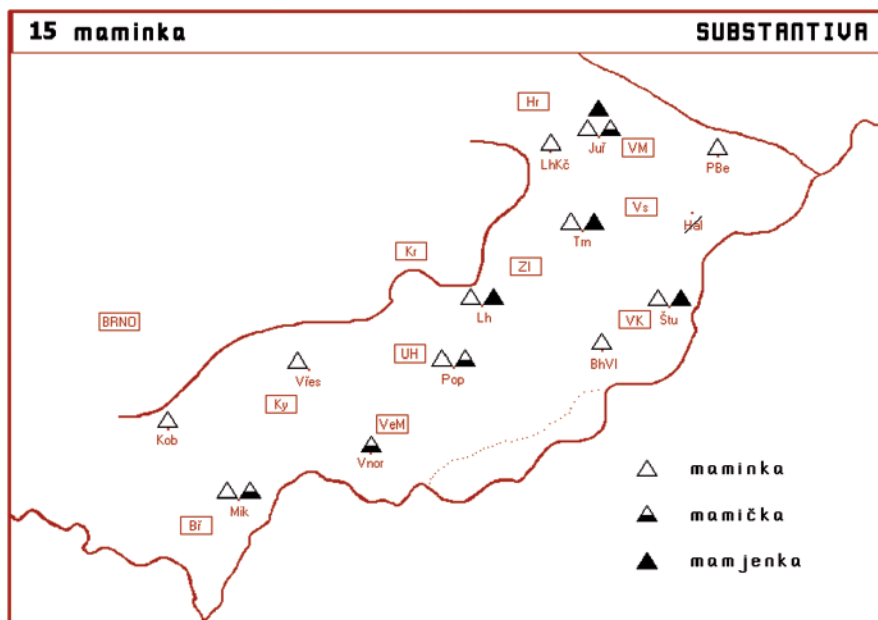 15 maminka SUBSTANTIVA
Hr
Juř
VM
LhKč
PBe
Vs
Hál
Trn
Kr
Zl
Lh
VK
Štu
BRNO
UH
BhVl
Vřes
Pop
Ky
VeM
Kob
Vnor
maminka
Mik
mamička
Bř
mamjenka